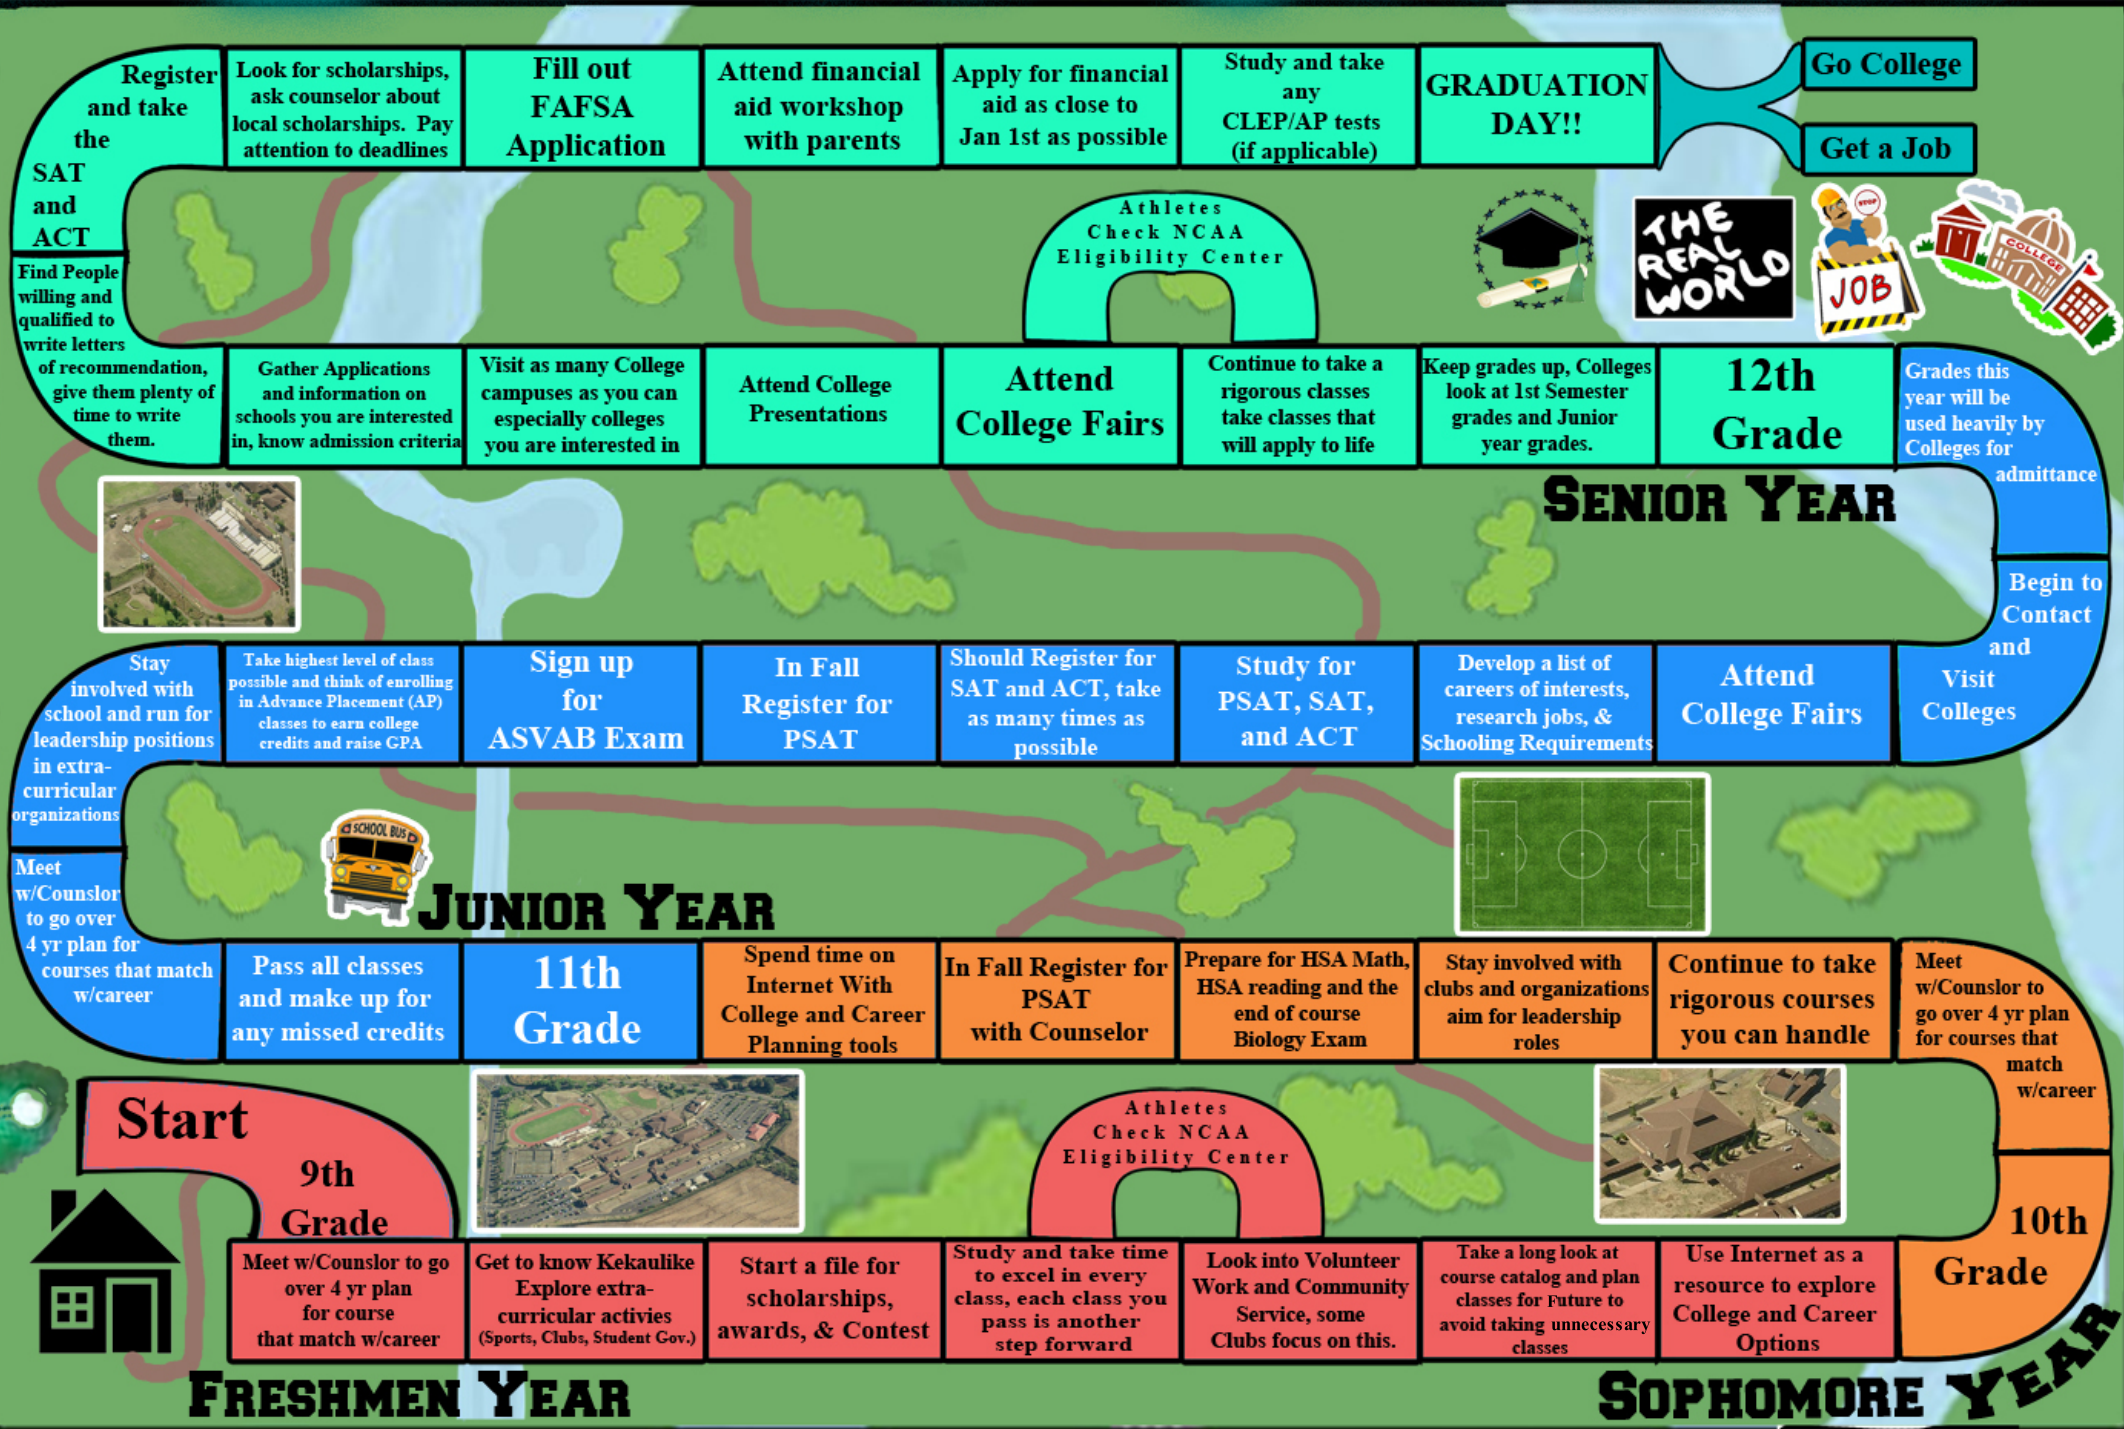 Register
and take
the
SAT
and
ACT
Look for scholarships,
ask counselor about
local scholarships. Pay
attention to deadlines
Fill out
FAFSA
Application
Attend financial
aid workshop
with parents
Apply for financial
aid as close to
Jan 1st as possible
Study and take
any
CLEP/AP tests
(if applicable)
GRADUATION
DAY!!
Go College
Get a Job
Athletes
Check NCAA
Eligibility Center
THE
REAL
WORLD
STOP
JOB
COLLEGE
Find People
willing and
qualified to
write letters
of recommendation,
give them plenty of
time to write
them.
Gather Applications
and information on
schools you are interested
in, know admission criteria
Visit as many College
campuses as you can
especially colleges
you are interested in
Attend College
Presentations
Attend
College Fairs
Continue to take a
rigorous classes
take classes that
will apply to life
Keep grades up, Colleges
look at 1st Semester
grades and Junior
year grades.
12th
Grade
Grades this
year will be
used heavily by
Colleges for
admittance
SENIOR YEAR
Begin to
Contact
and
Visit
Colleges
Stay
involved with
school and run for
leadership positions
in extra-
curricular
organizations
Take highest level of class
possible and think of enrolling
in Advance Placement (AP)
classes to earn college
credits and raise GPA
Sign up
for
ASVAB Exam
In Fall
Register for
PSAT
Should Register for
SAT and ACT, take
as many times as
possible
Study for
PSAT, SAT,
and ACT
Develop a list of
careers of interests,
research jobs, &
Schooling Requirements
Attend
College Fairs
SCHOOL BUS
JUNIOR YEAR
Meet
w/Counslor
to go over
4 yr plan for
courses that match
w/career
Pass all classes
and make up for
any missed credits
11th
Grade
Spend time on
Internet With
College and Career
Planning tools
In Fall Register for
PSAT
with Counselor
Prepare for HSA Math,
HSA reading and the
end of course
Biology Exam
Stay involved with
clubs and organizations
aim for leadership
roles
Continue to take
rigorous courses
you can handle
Meet
w/Counslor to
go over 4 yr plan
for courses that
match
w/career
Start
9th
Grade
Athletes
Check NCAA
Eligibility Center
10th
Grade
Meet w/Counslor to go
over 4 yr plan
for course
that match w/career
Get to know Kekaulike
Explore extra-
curricular activies
(Sports, Clubs, Student Gov.)
Start a file for
scholarships,
awards, & Contest
Study and take time
to excel in every
class, each class you
pass is another
step forward
Look into Volunteer
Work and Community
Service, some
Clubs focus on this.
Take a long look at
course catalog and plan
classes for Future to
avoid taking unnecessary
classes
Use Internet as a
resource to explore
College and Career
Options
FRESHMEN YEAR
SOPHOMORE YEAR